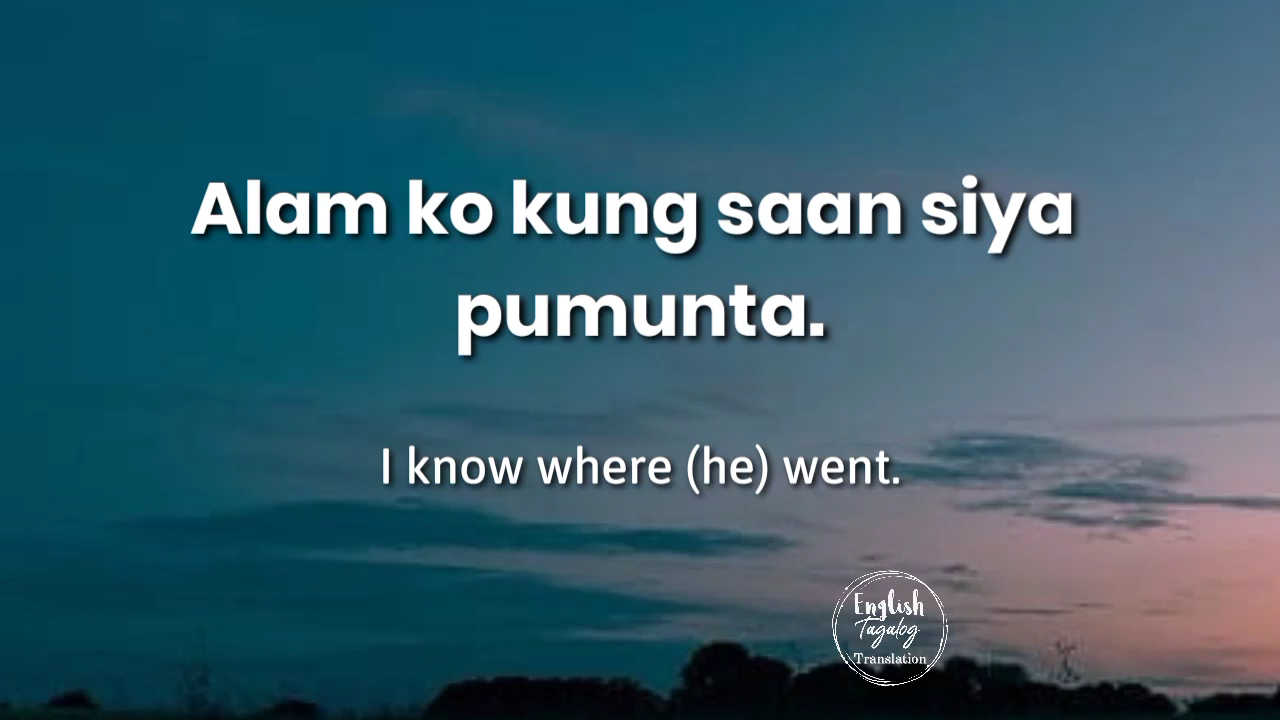 Alam ko kung saan siya
pumunta.
I know where (he) went.
English
Tagalog
Translation